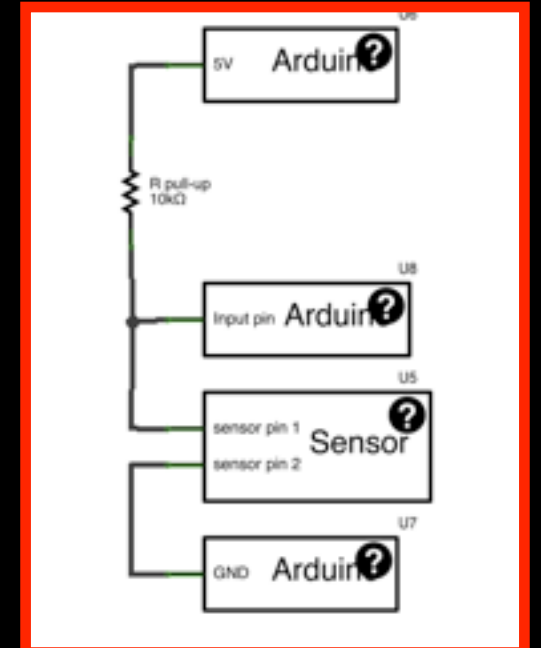 U6
5V Arduin?
R pull-up
10kΩ
U8
Input pin Arduin?
U5
sensor pin 1
Sensor?
sensor pin 2
U7
GND Arduin?